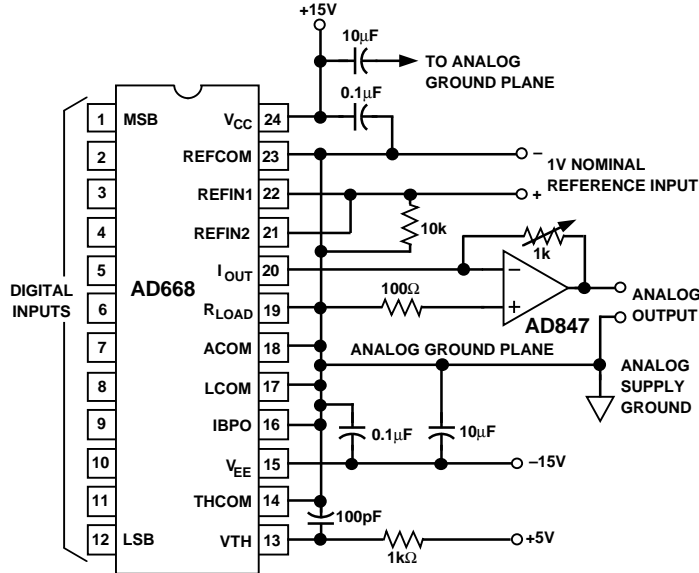 +15V
10µF
TO ANALOG
GROUND PLANE
0.1µF
1 MSB
2
3
4
5
6
7
8
9
10
11
12 LSB
DIGITAL
INPUTS
AD668
VCC 24
REFCOM 23
REFIN1 22
REFIN2 21
IOUT 20
RLOAD 19
ACOM 18
LCOM 17
IBPO 16
VEE 15
THCOM 14
VTH 13
–
1V NOMINAL
REFERENCE INPUT
+
10k
1k
–
+
100Ω
AD847
ANALOG
OUTPUT
ANALOG GROUND PLANE
ANALOG
SUPPLY
GROUND
0.1µF
10µF
–15V
100pF
1kΩ
+5V